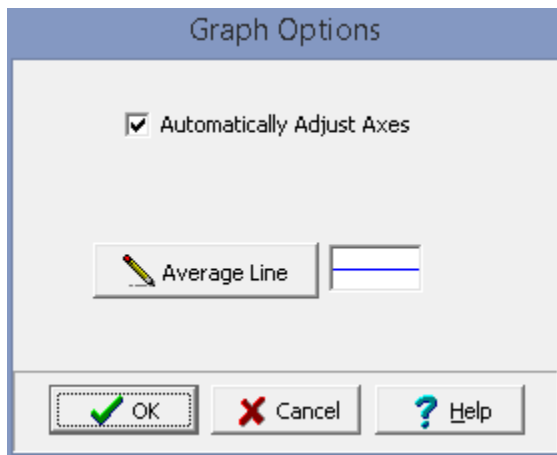 Graph Options
Automatically Adjust Axes
Average Line
OK
Cancel
Help